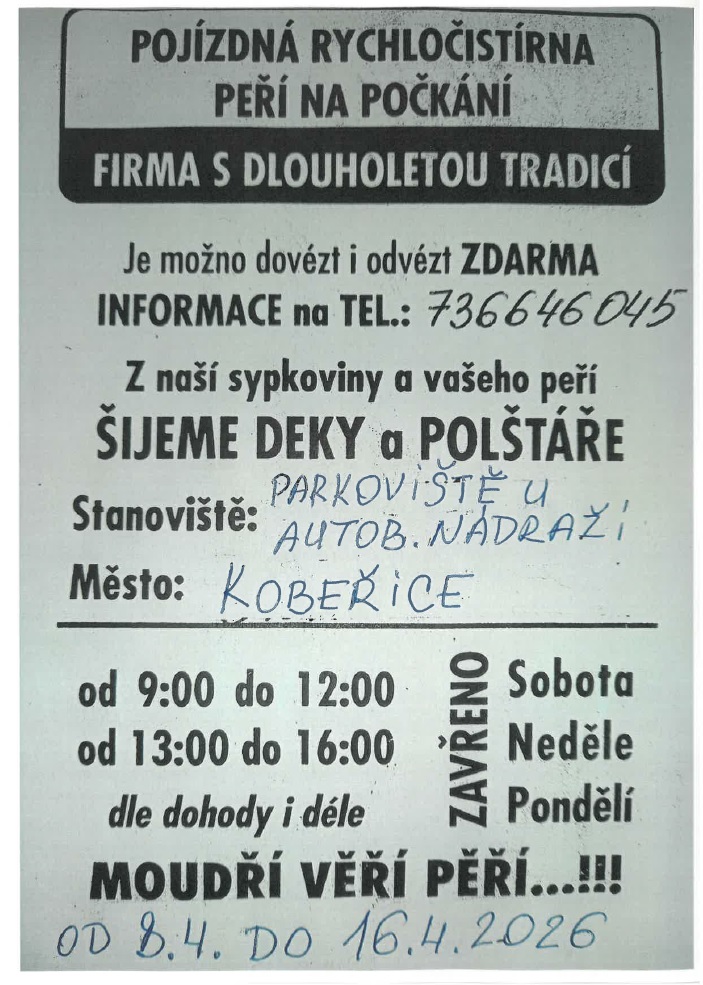 POJÍZDNÁ RYCHLOČISTÍRNA
PEŘÍ NA POČKÁNÍ
FIRMA S DLOUHOLETOU TRADICÍ
Je možno dovézt i odvézt ZDARMA
INFORMACE na TEL.: 736646045
Z naší sypkoviny a vašeho peří
ŠIJEME DEKY a POLŠTÁŘE
Stanoviště: PARKOVIŠTĚ U
AUTOB. NÁDRAŽÍ
Město: KOBEŘICE
od 9:00 do 12:00
od 13:00 do 16:00
dle dohody i déle
ZAVŘENO
Sobota
Neděle
Pondělí
MOUDŘÍ VĚŘÍ PĚŘÍ...!!!
OD 8.4. DO 16.4.2026